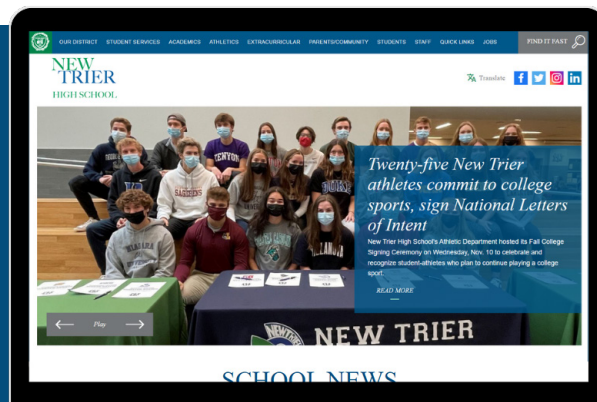 OUR DISTRICT STUDENT SERVICES ACADEMICS ATHLETICS EXTRACURRICULAR PARENTS/COMMUNITY STUDENTS STAFF QUICK LINKS JOBS FIND IT FAST
NEW
TRIER
HIGH SCHOOL
Translate
KENYON
DUKE
Twenty-five New Trier
athletes commit to college
sports, sign National Letters
of Intent
New Trier High School's Athletic Department hosted its Fall College
Signing Ceremony on Wednesday, Nov. 10 to celebrate and
recognize student-athletes who plan to continue playing a college
sport.
READ MORE
Play
NEW TRIER
SCHOOL NEWS